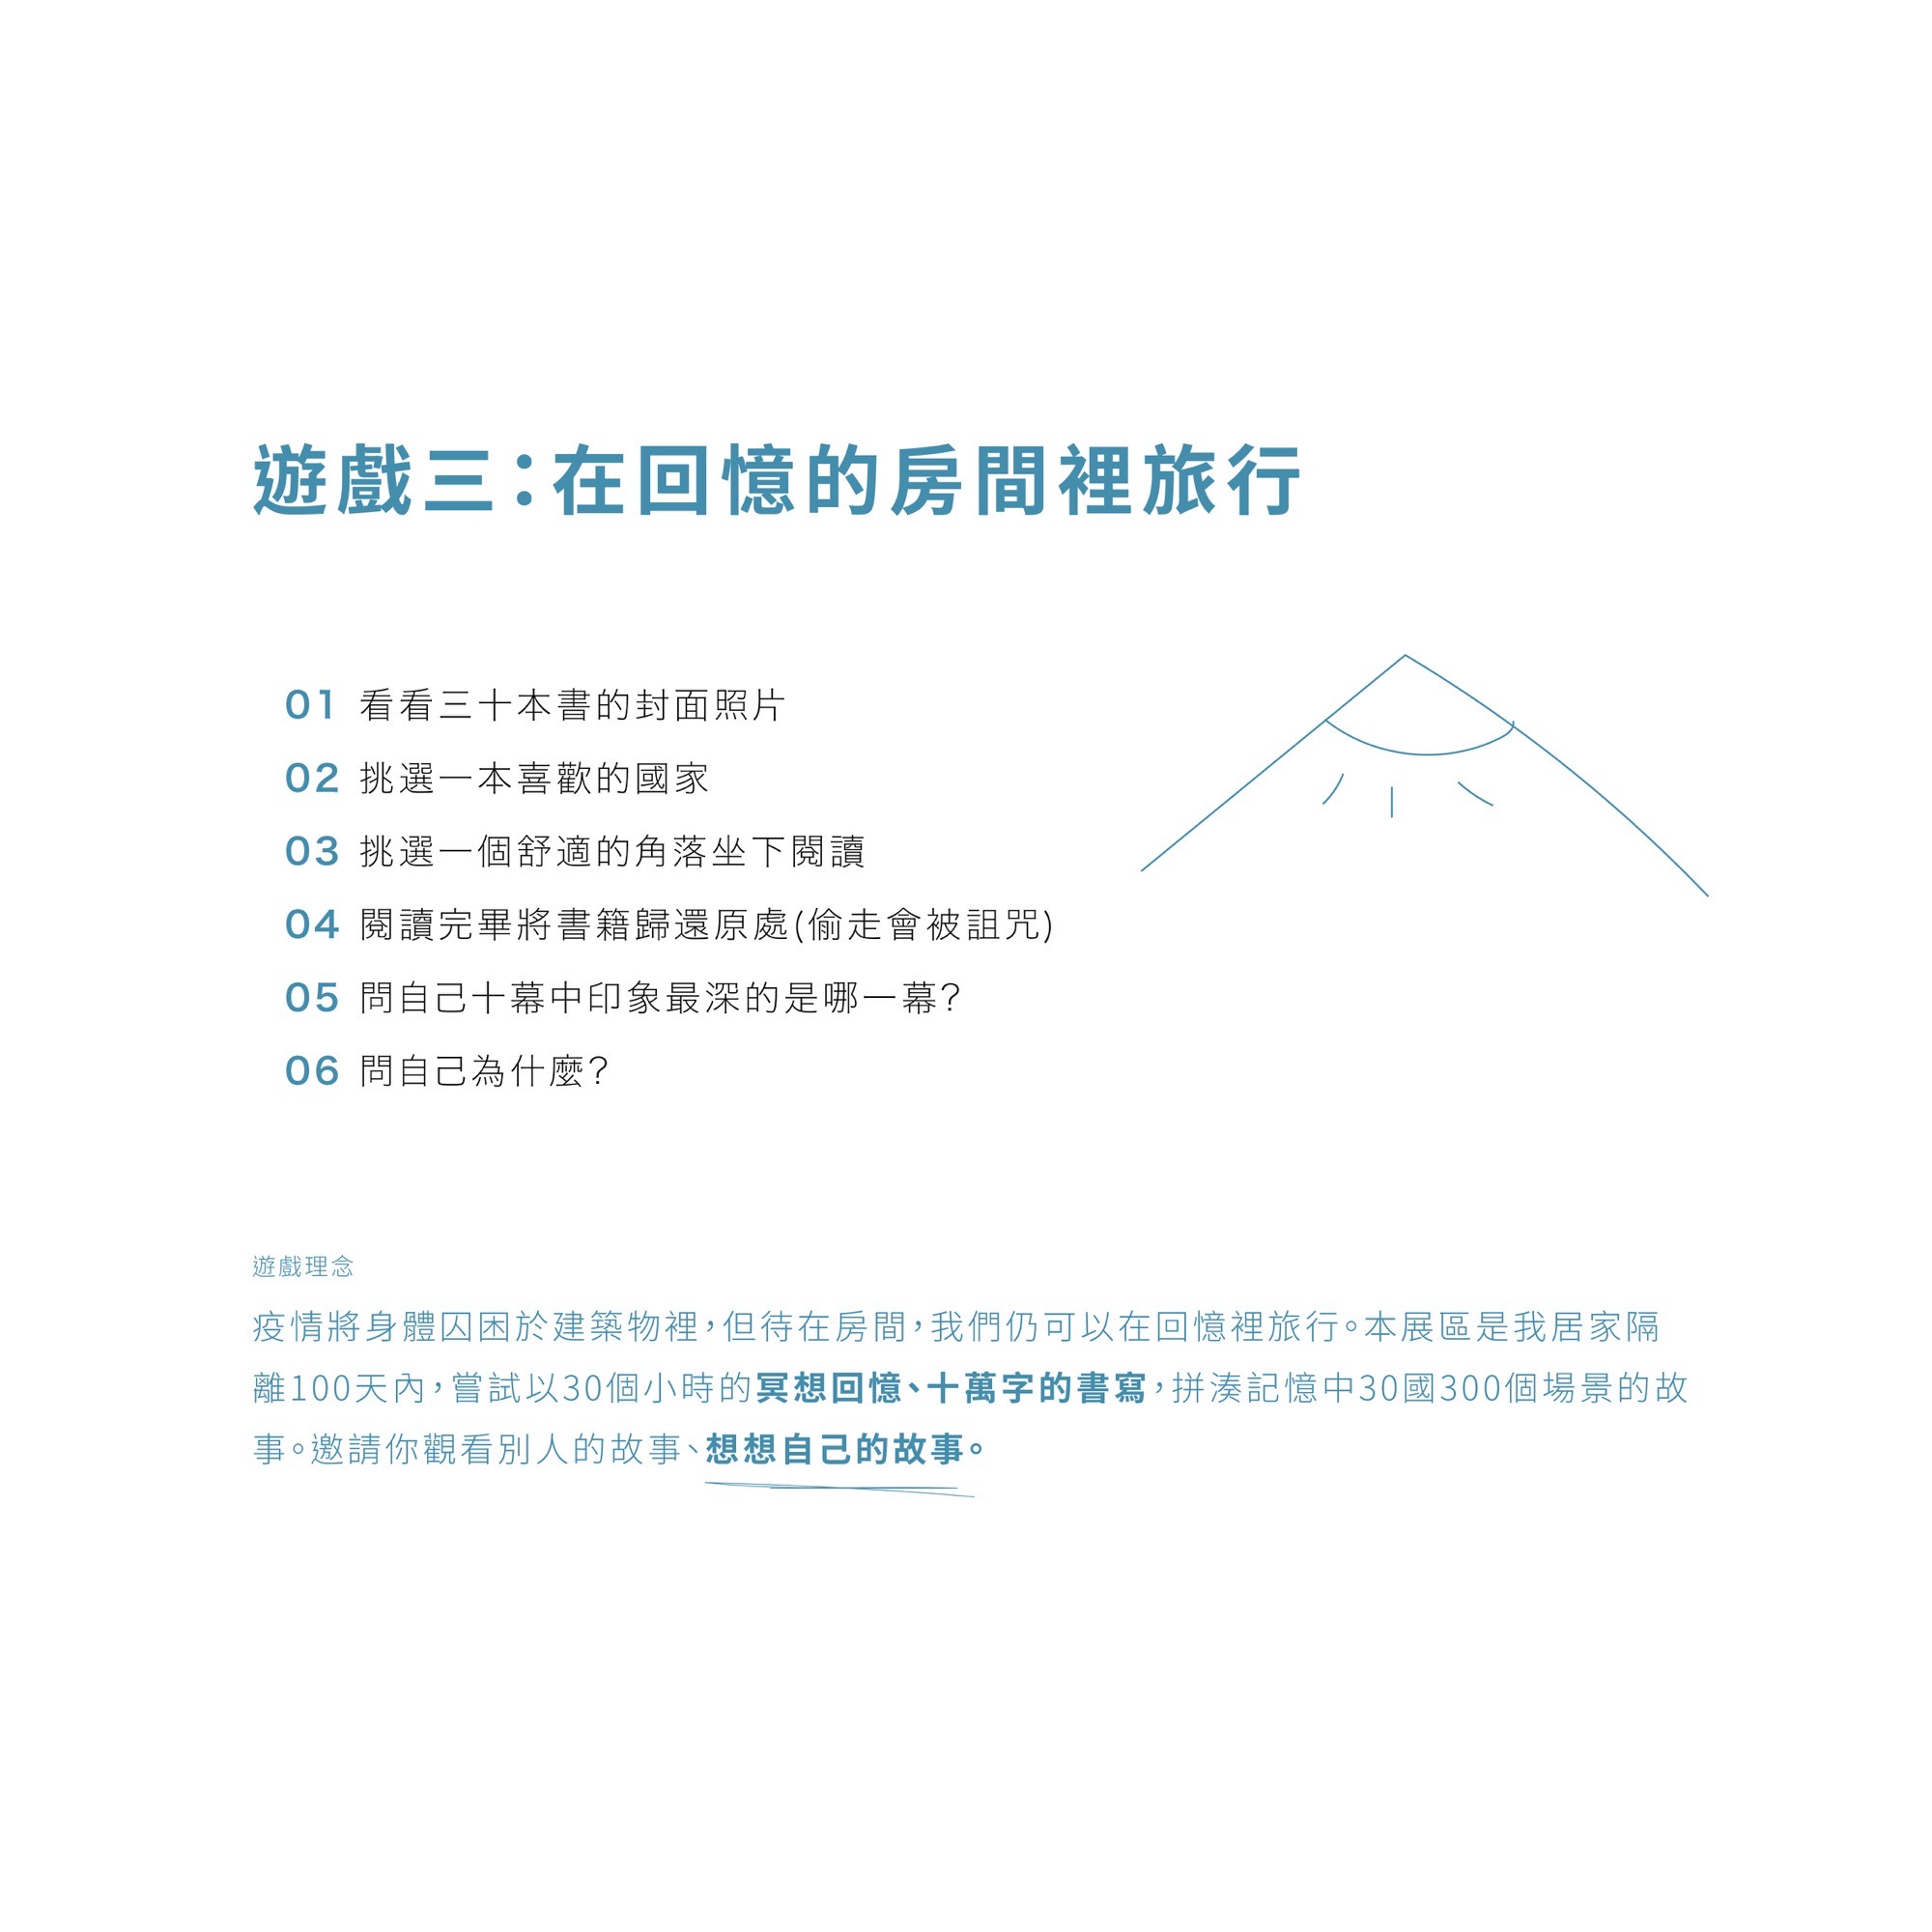 遊戲三：在回憶的房間裡旅行
01 看看三十本書的封面照片
02 挑選一本喜歡的國家
03 挑選一個舒適的角落坐下閱讀
04 閱讀完畢將書籍歸還原處(偷走會被詛咒)
05 問自己十幕中印象最深的是哪一幕?
06 問自己為什麼?
遊戲理念
疫情將身體囚困於建築物裡，但待在房間，我們仍可以在回憶裡旅行。本展區是我居家隔
離100天內，嘗試以30個小時的冥想回憶、十萬字的書寫，拼湊記憶中30國300個場景的故
事。邀請你觀看別人的故事、想想自己的故事。